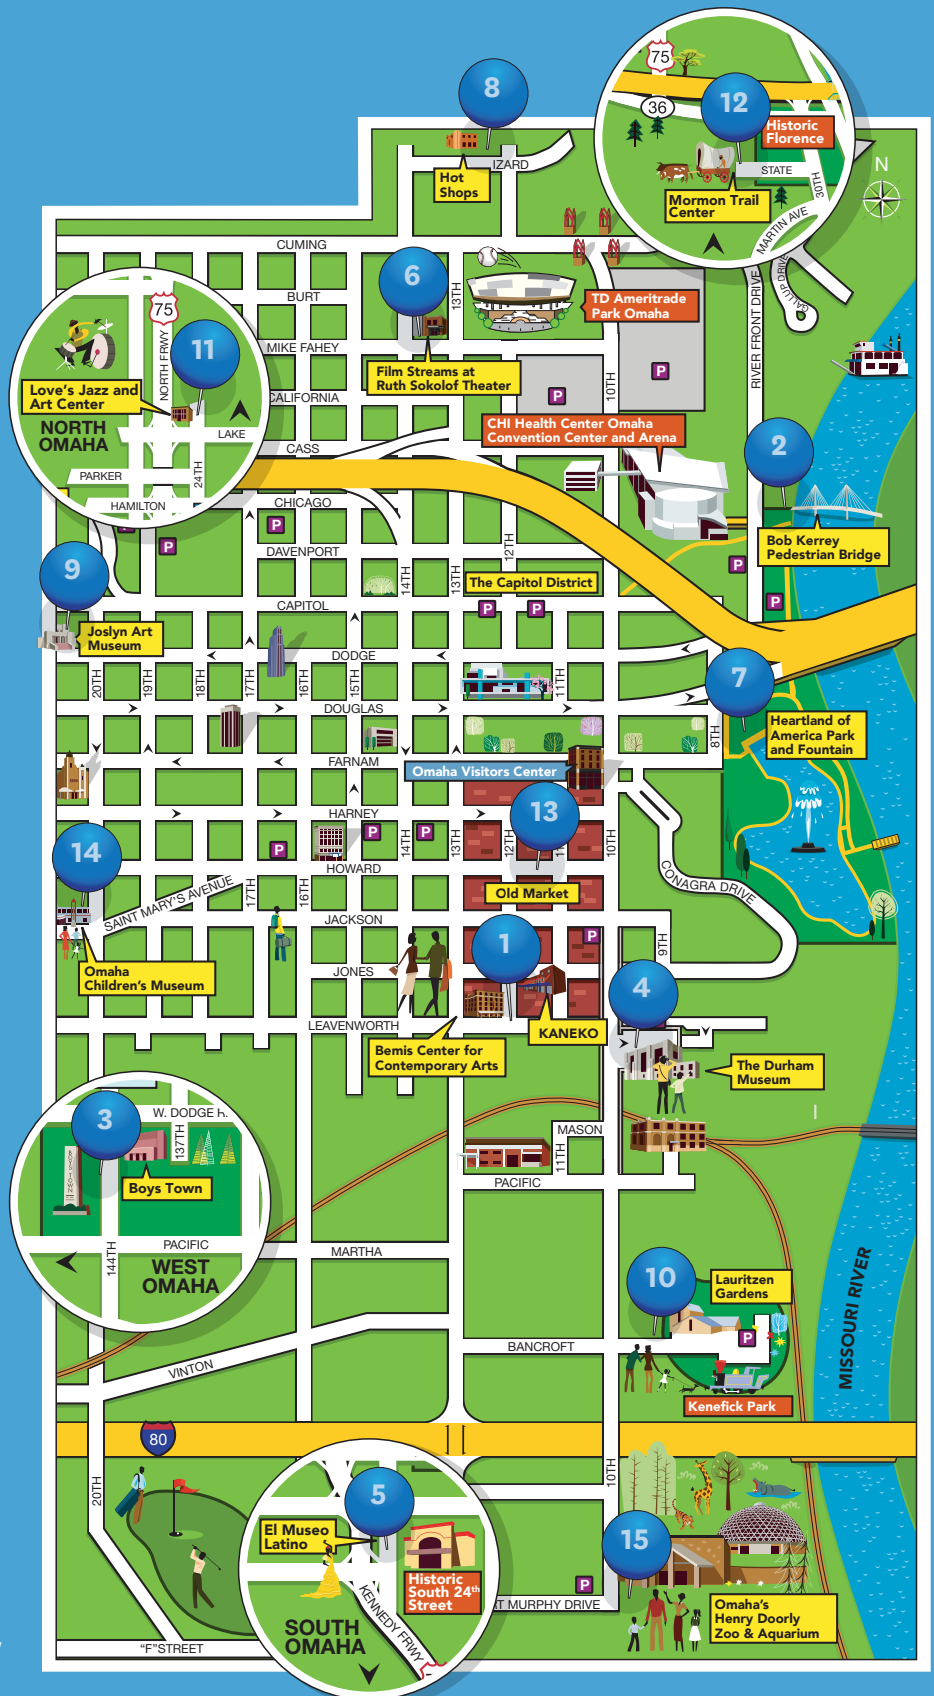 8
75
12
36
Historic
Florence
STATE
30TH
Mormon Trail
Center
MARTIN AVE
GALLUP DRIVE
N
IZARD
Hot
Shops
CUMING
6
13TH
BURT
TD Ameritrade
Park Omaha
RIVER FRONT DRIVE
MIKE FAHEY
Film Streams at
Ruth Sokolof Theater
10TH
P
P
CALIFORNIA
75
11
NORTH FRWY
Love's Jazz and
Art Center
NORTH
OMAHA
LAKE
PARKER
24TH
HAMILTON
CHI Health Center Omaha
Convention Center and Arena
CASS
2
CHICAGO
P
P
P
DAVENPORT
12TH
Bob Kerrey
Pedestrian Bridge
P
9
14TH
13TH
The Capitol District
CAPITOL
P
P
P
Joslyn Art
Museum
DODGE
20TH
19TH
18TH
17TH
16TH
15TH
11TH
7
DOUGLAS
8TH
Heartland of
America Park
and Fountain
FARNAM
Omaha Visitors Center
13
HARNEY
P
P
P
14TH
13TH
12TH
10TH
14
HOWARD
CONAGRA DRIVE
SAINT MARY'S AVENUE
17TH
16TH
Old Market
JACKSON
1
P
9TH
Omaha
Children's Museum
JONES
4
LEAVENWORTH
KANEKO
Bemis Center for
Contemporary Arts
The Durham
Museum
3
W. DODGE R.
137TH
Boys Town
PACIFIC
144TH
WEST
OMAHA
MASON
11TH
PACIFIC
MARTHA
10
Lauritzen
Gardens
P
MISSOURI RIVER
BANCROFT
VINTON
Kenefick Park
80
20TH
10TH
5
El Museo
Latino
Historic
South 24th
Street
KENNEDY FRWY
SOUTH
OMAHA
15
P
AT MURPHY DRIVE
Omaha's
Henry Doorly
Zoo & Aquarium
"F"STREET